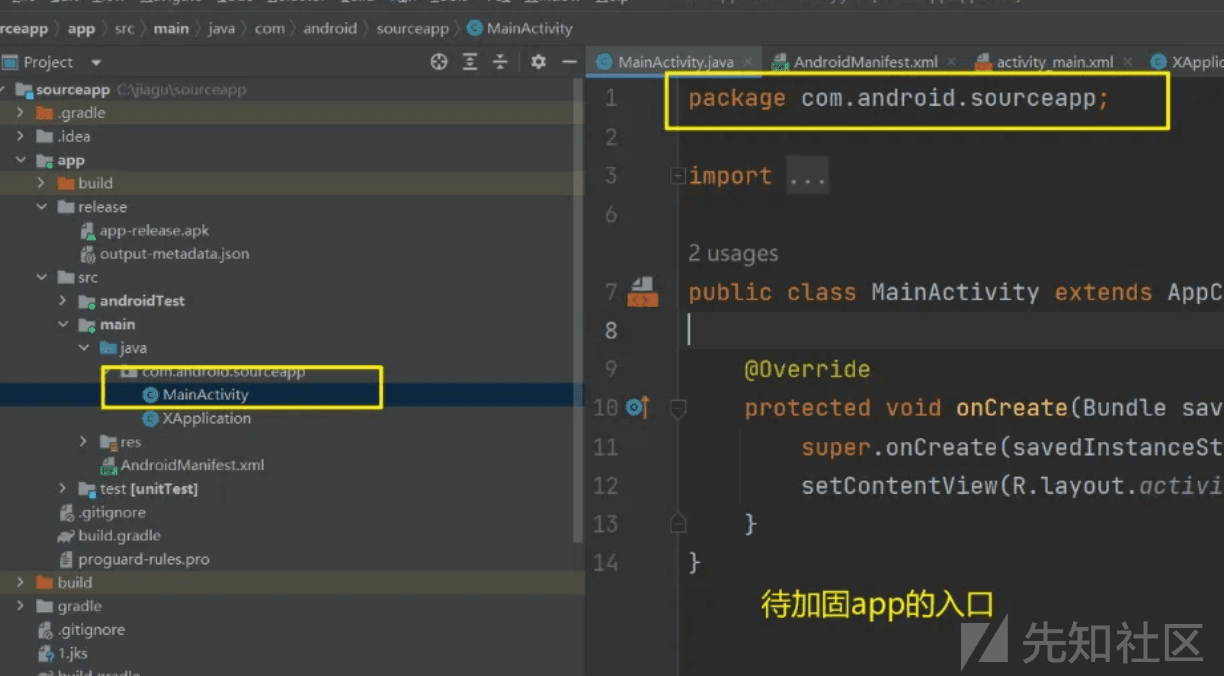 rceapp app src main java com android sourceapp MainActivity
Project
MainActivity.java AndroidManifest.xml activity_main.xml XApplic
sourceapp C:\jiagu\sourceapp
.gradle
.idea
app
build
release
app-release.apk
output-metadata.json
src
androidTest
main
java
com.android.sourceapp
MainActivity
XApplication
res
AndroidManifest.xml
test [unitTest]
.gitignore
build.gradle
proguard-rules.pro
build
gradle
.gitignore
1.jks
build.gradle
1 package com.android.sourceapp;
2
3 import ...
6
2 usages
7 public class MainActivity extends AppC
8
9 @Override
10 protected void onCreate(Bundle sav
11 super.onCreate(savedInstanceSt
12 setContentView(R.layout.activi
13 }
14 }
待加固app的入口
先知社区